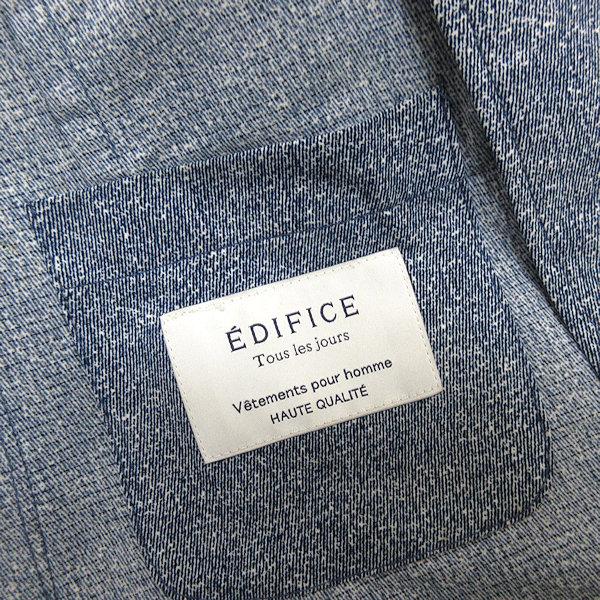 ÉDIFICE
Tous les jours
Vêtements pour homme
HAUTE QUALITÉ